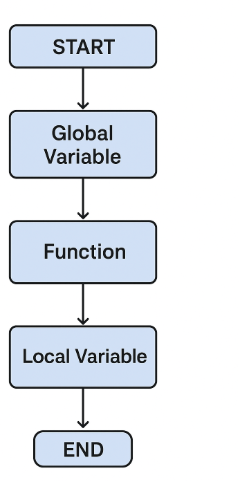 START
Global
Variable
Function
Local Variable
END